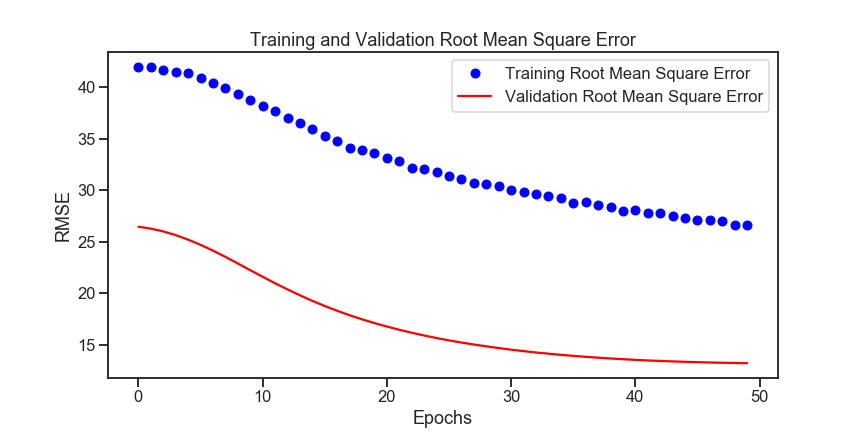 Training and Validation Root Mean Square Error
Training Root Mean Square Error
Validation Root Mean Square Error
40
35
30
25
20
15
RMSE
0 10 20 30 40 50
Epochs